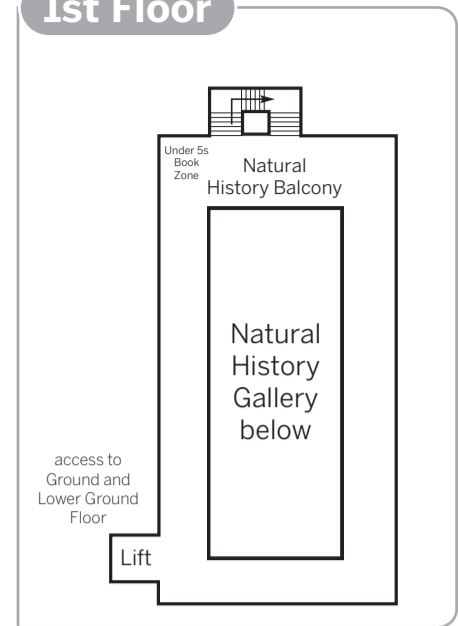 1st Floor
Under 5s
Book
Zone
Natural
History Balcony
Natural
History
Gallery
below
access to
Ground and
Lower Ground
Floor
Lift